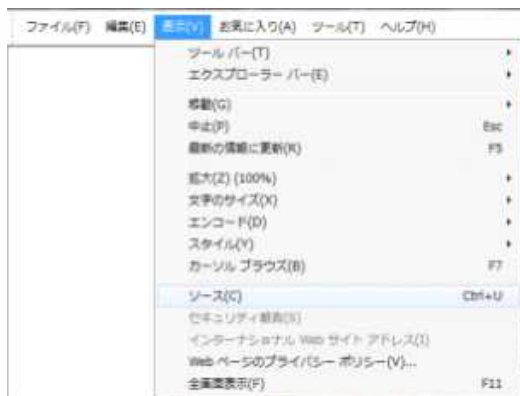 ファイル(F) 編集(E) 表示(V) お気に入り(A) ツール(T) ヘルプ(H)
ツール バー(T)
エクスプローラー バー(E)
移動(G)
中止(P) Esc
最新の情報に更新(R) F5
拡大(Z) (100%)
文字のサイズ(X)
エンコード(D)
スタイル(Y)
カーソル ブラウズ(B) F7
ソース(C) Ctrl+U
セキュリティ報告(S)
インターナショナル Web サイト アドレス(I)
Web ページのプライバシー ポリシー(V)...
全画面表示(F) F11